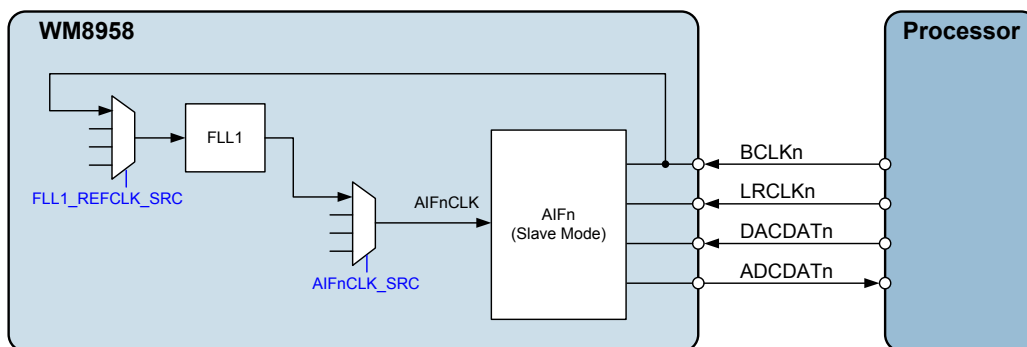 WM8958
Processor
FLL1
FLL1_REFCLK_SRC
AIFnCLK
AIFnCLK_SRC
AIFn
(Slave Mode)
BCLKn
LRCLKn
DACDATn
ADCDATn